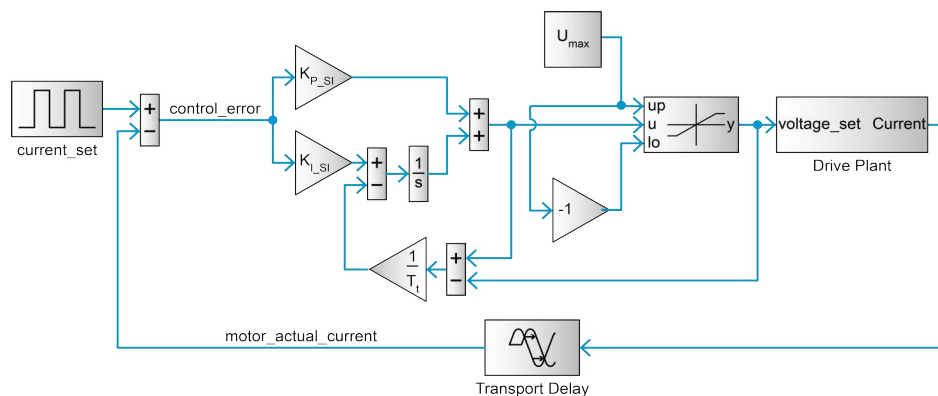 U_max
K_P_SI
up
u y
lo
voltage_set Current
Drive Plant
+
−
control_error
current_set
+
+
K_I_SI
+
−
1
s
-1
1
T_t
+
−
motor_actual_current
Transport Delay